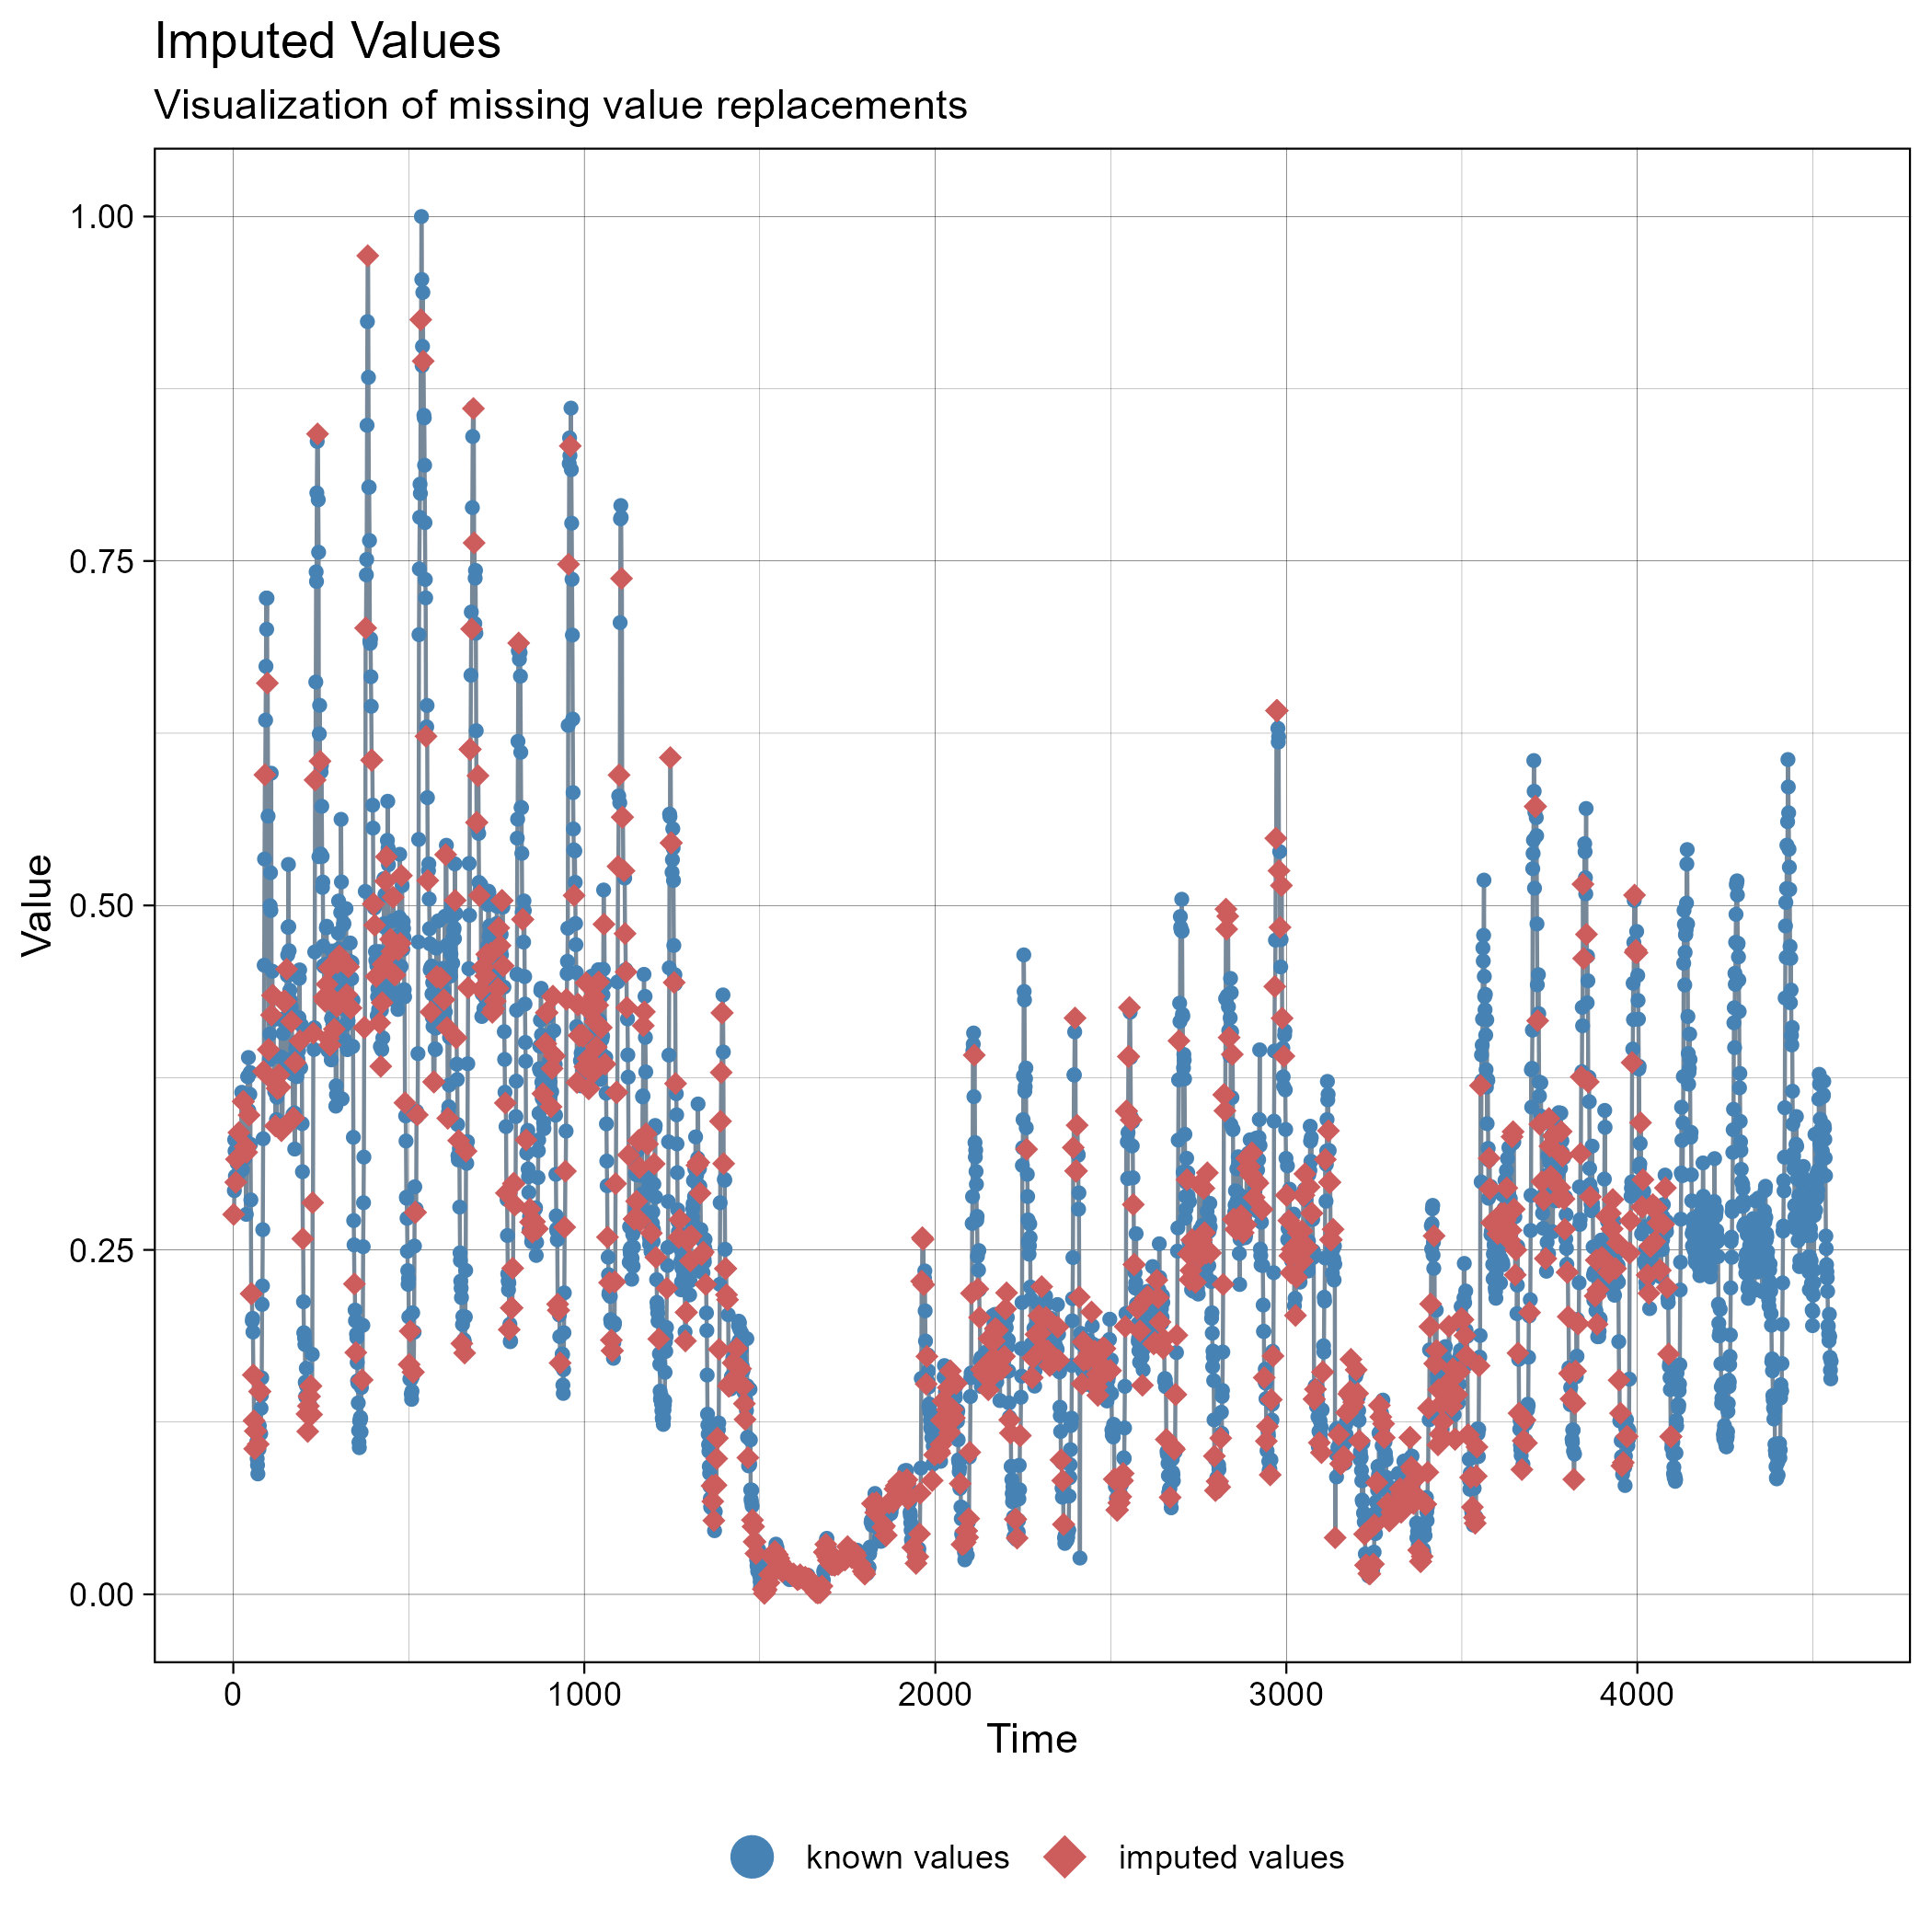 Imputed Values
Visualization of missing value replacements
1.00
0.75
0.50
0.25
0.00
Value
0 1000 2000 3000 4000
Time
known values imputed values